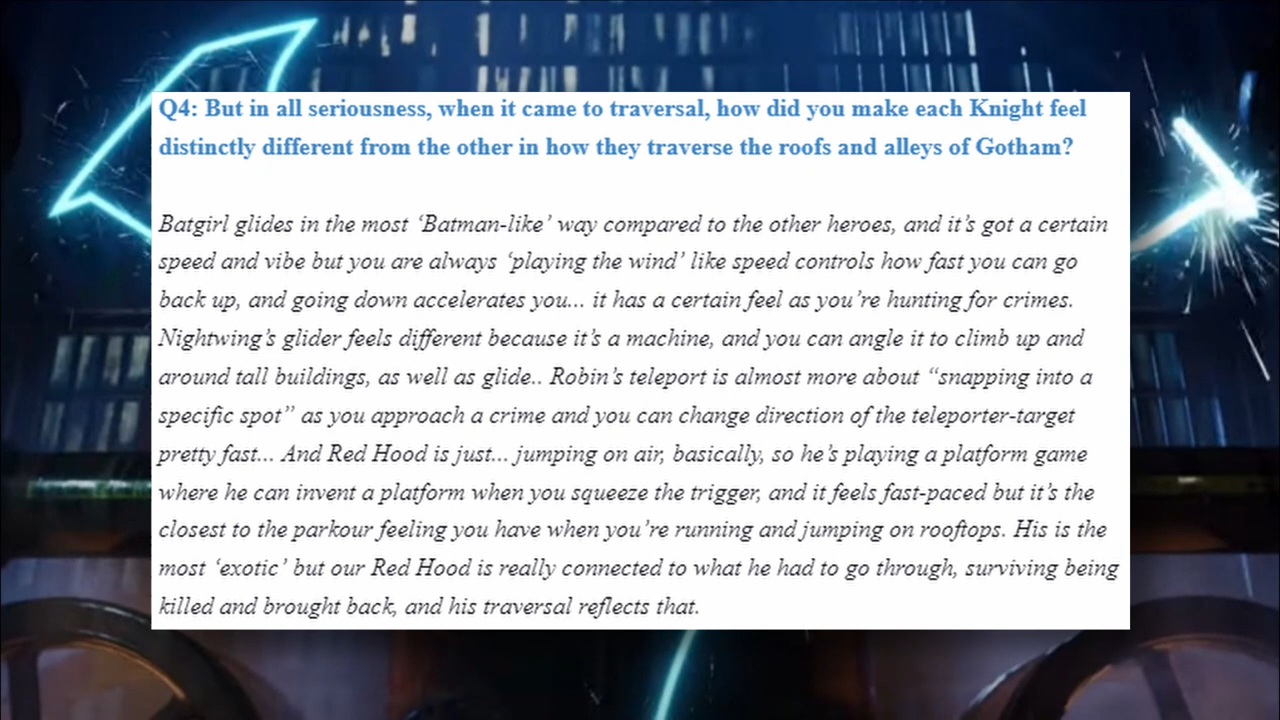 Q4: But in all seriousness, when it came to traversal, how did you make each Knight feel
distinctly different from the other in how they traverse the roofs and alleys of Gotham?
Batgirl glides in the most ‘Batman-like’ way compared to the other heroes, and it’s got a certain
speed and vibe but you are always ‘playing the wind’ like speed controls how fast you can go
back up, and going down accelerates you... it has a certain feel as you’re hunting for crimes.
Nightwing’s glider feels different because it’s a machine, and you can angle it to climb up and
around tall buildings, as well as glide.. Robin’s teleport is almost more about “snapping into a
specific spot” as you approach a crime and you can change direction of the teleporter-target
pretty fast... And Red Hood is just... jumping on air, basically, so he’s playing a platform game
where he can invent a platform when you squeeze the trigger, and it feels fast-paced but it’s the
closest to the parkour feeling you have when you’re running and jumping on rooftops. His is the
most ‘exotic’ but our Red Hood is really connected to what he had to go through, surviving being
killed and brought back, and his traversal reflects that.